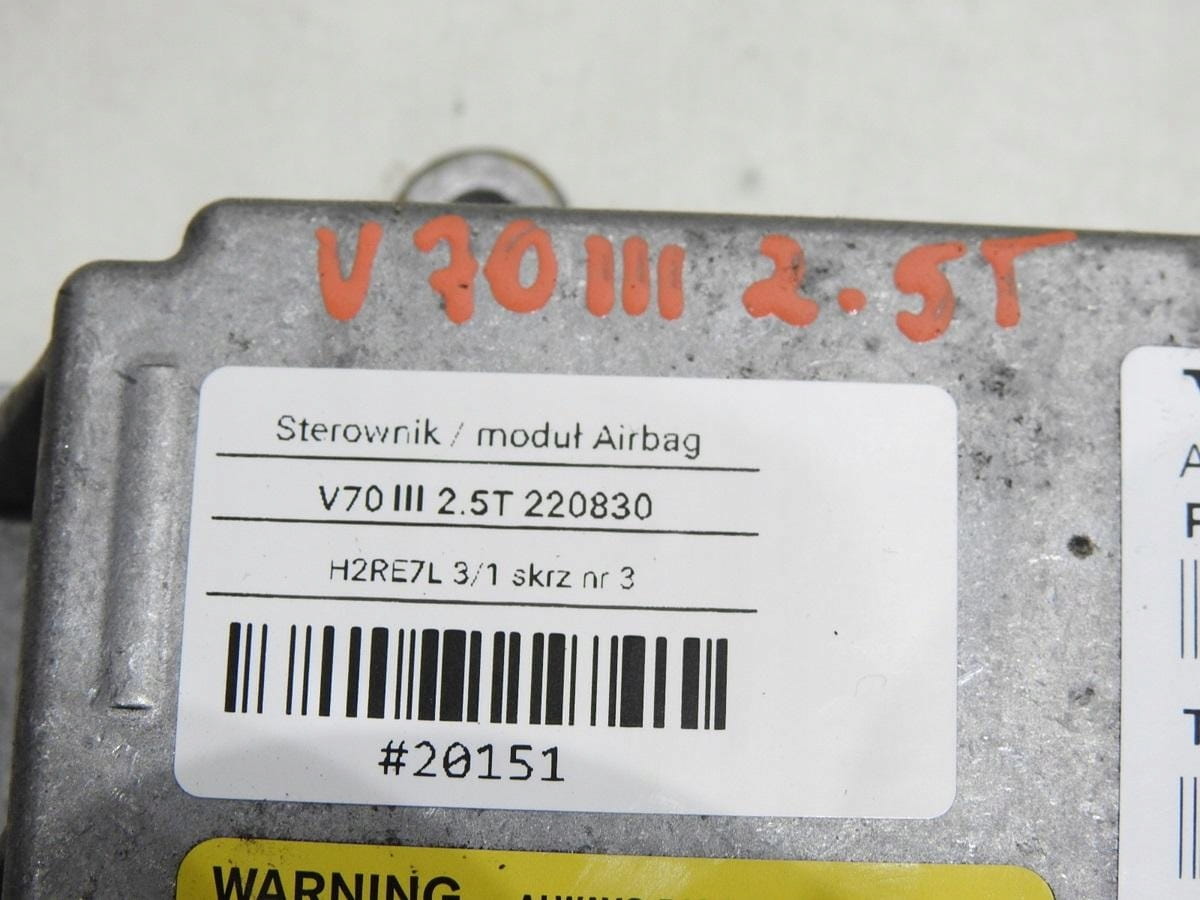 V 70 III 2.5T
Sterownik / moduł Airbag
V70 III 2.5T 220830
H2RE7L 3/1 skrz nr 3
#20151
WARNING